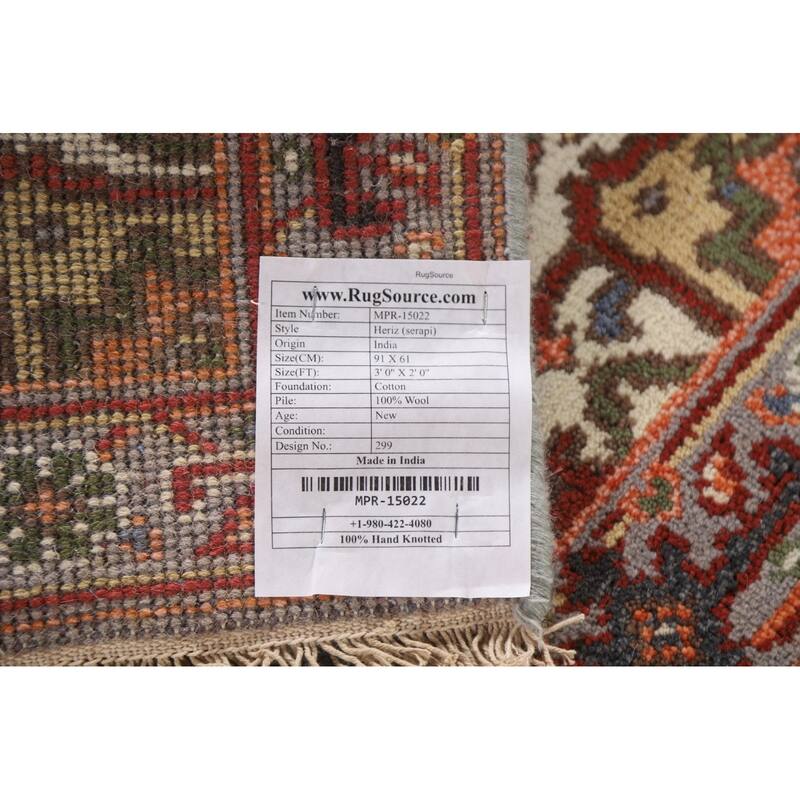 RugSource
www.RugSource.com
Item Number: MPR-15022
Style Heriz (serapi)
Origin India
Size(CM): 91 X 61
Size(FT): 3' 0" X 2' 0"
Foundation: Cotton
Pile: 100% Wool
Age: New
Condition:
Design No.: 299
Made in India
MPR-15022
+1-980-422-4080
100% Hand Knotted